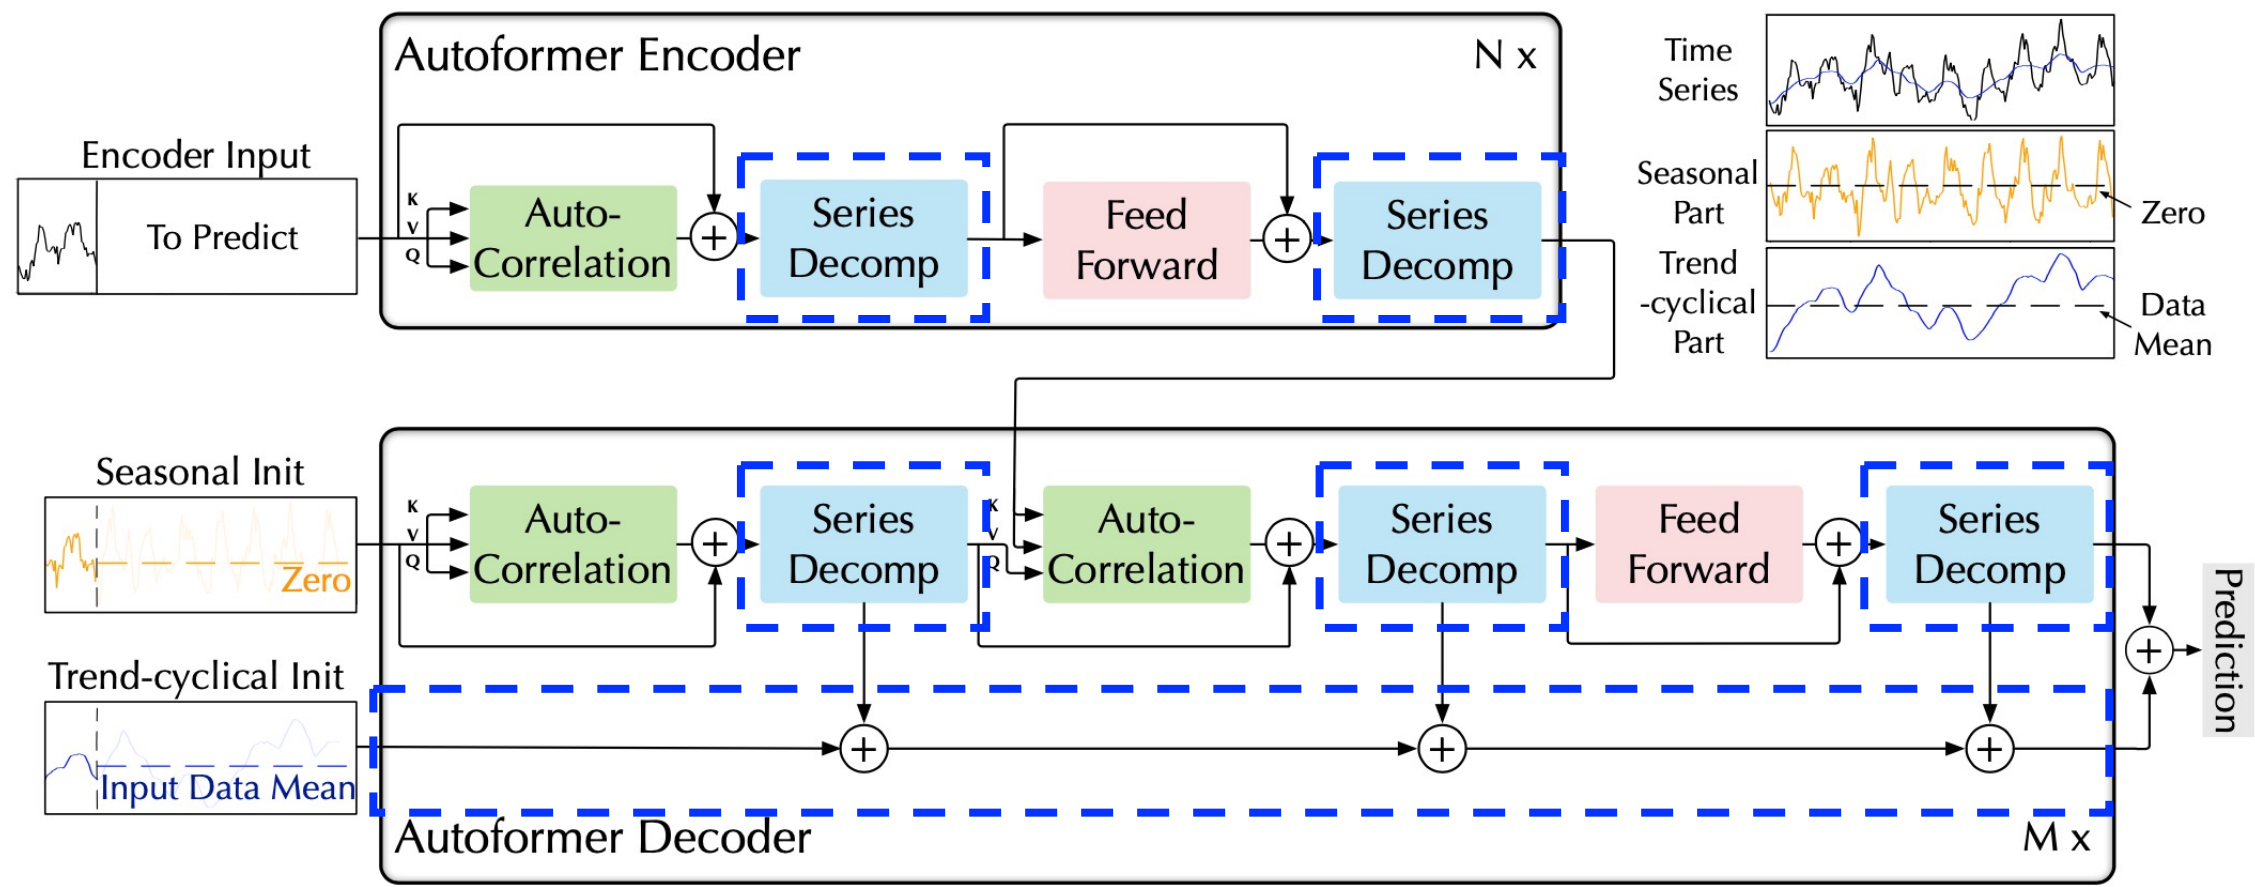 Autoformer Encoder
N x
Time
Series
Encoder Input
To Predict
K
V
Q
Auto-
Correlation
+
Series
Decomp
Feed
Forward
+
Series
Decomp
Seasonal
Part
Zero
Trend
-cyclical
Part
Data
Mean
Seasonal Init
Zero
K
V
Q
Auto-
Correlation
+
Series
Decomp
K
V
Q
Auto-
Correlation
+
Series
Decomp
Feed
Forward
+
Series
Decomp
+
Prediction
Trend-cyclical Init
Input Data Mean
+
+
+
Autoformer Decoder
M x